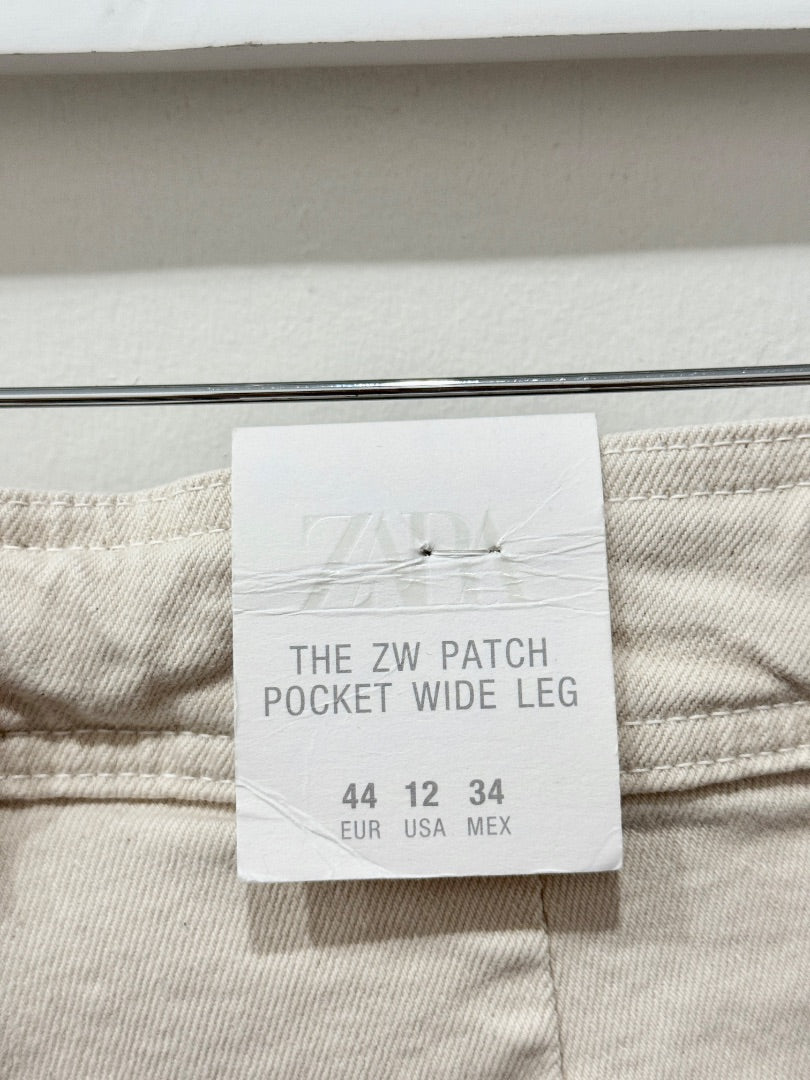 ZARA
THE ZW PATCH
POCKET WIDE LEG
44 12 34
EUR USA MEX